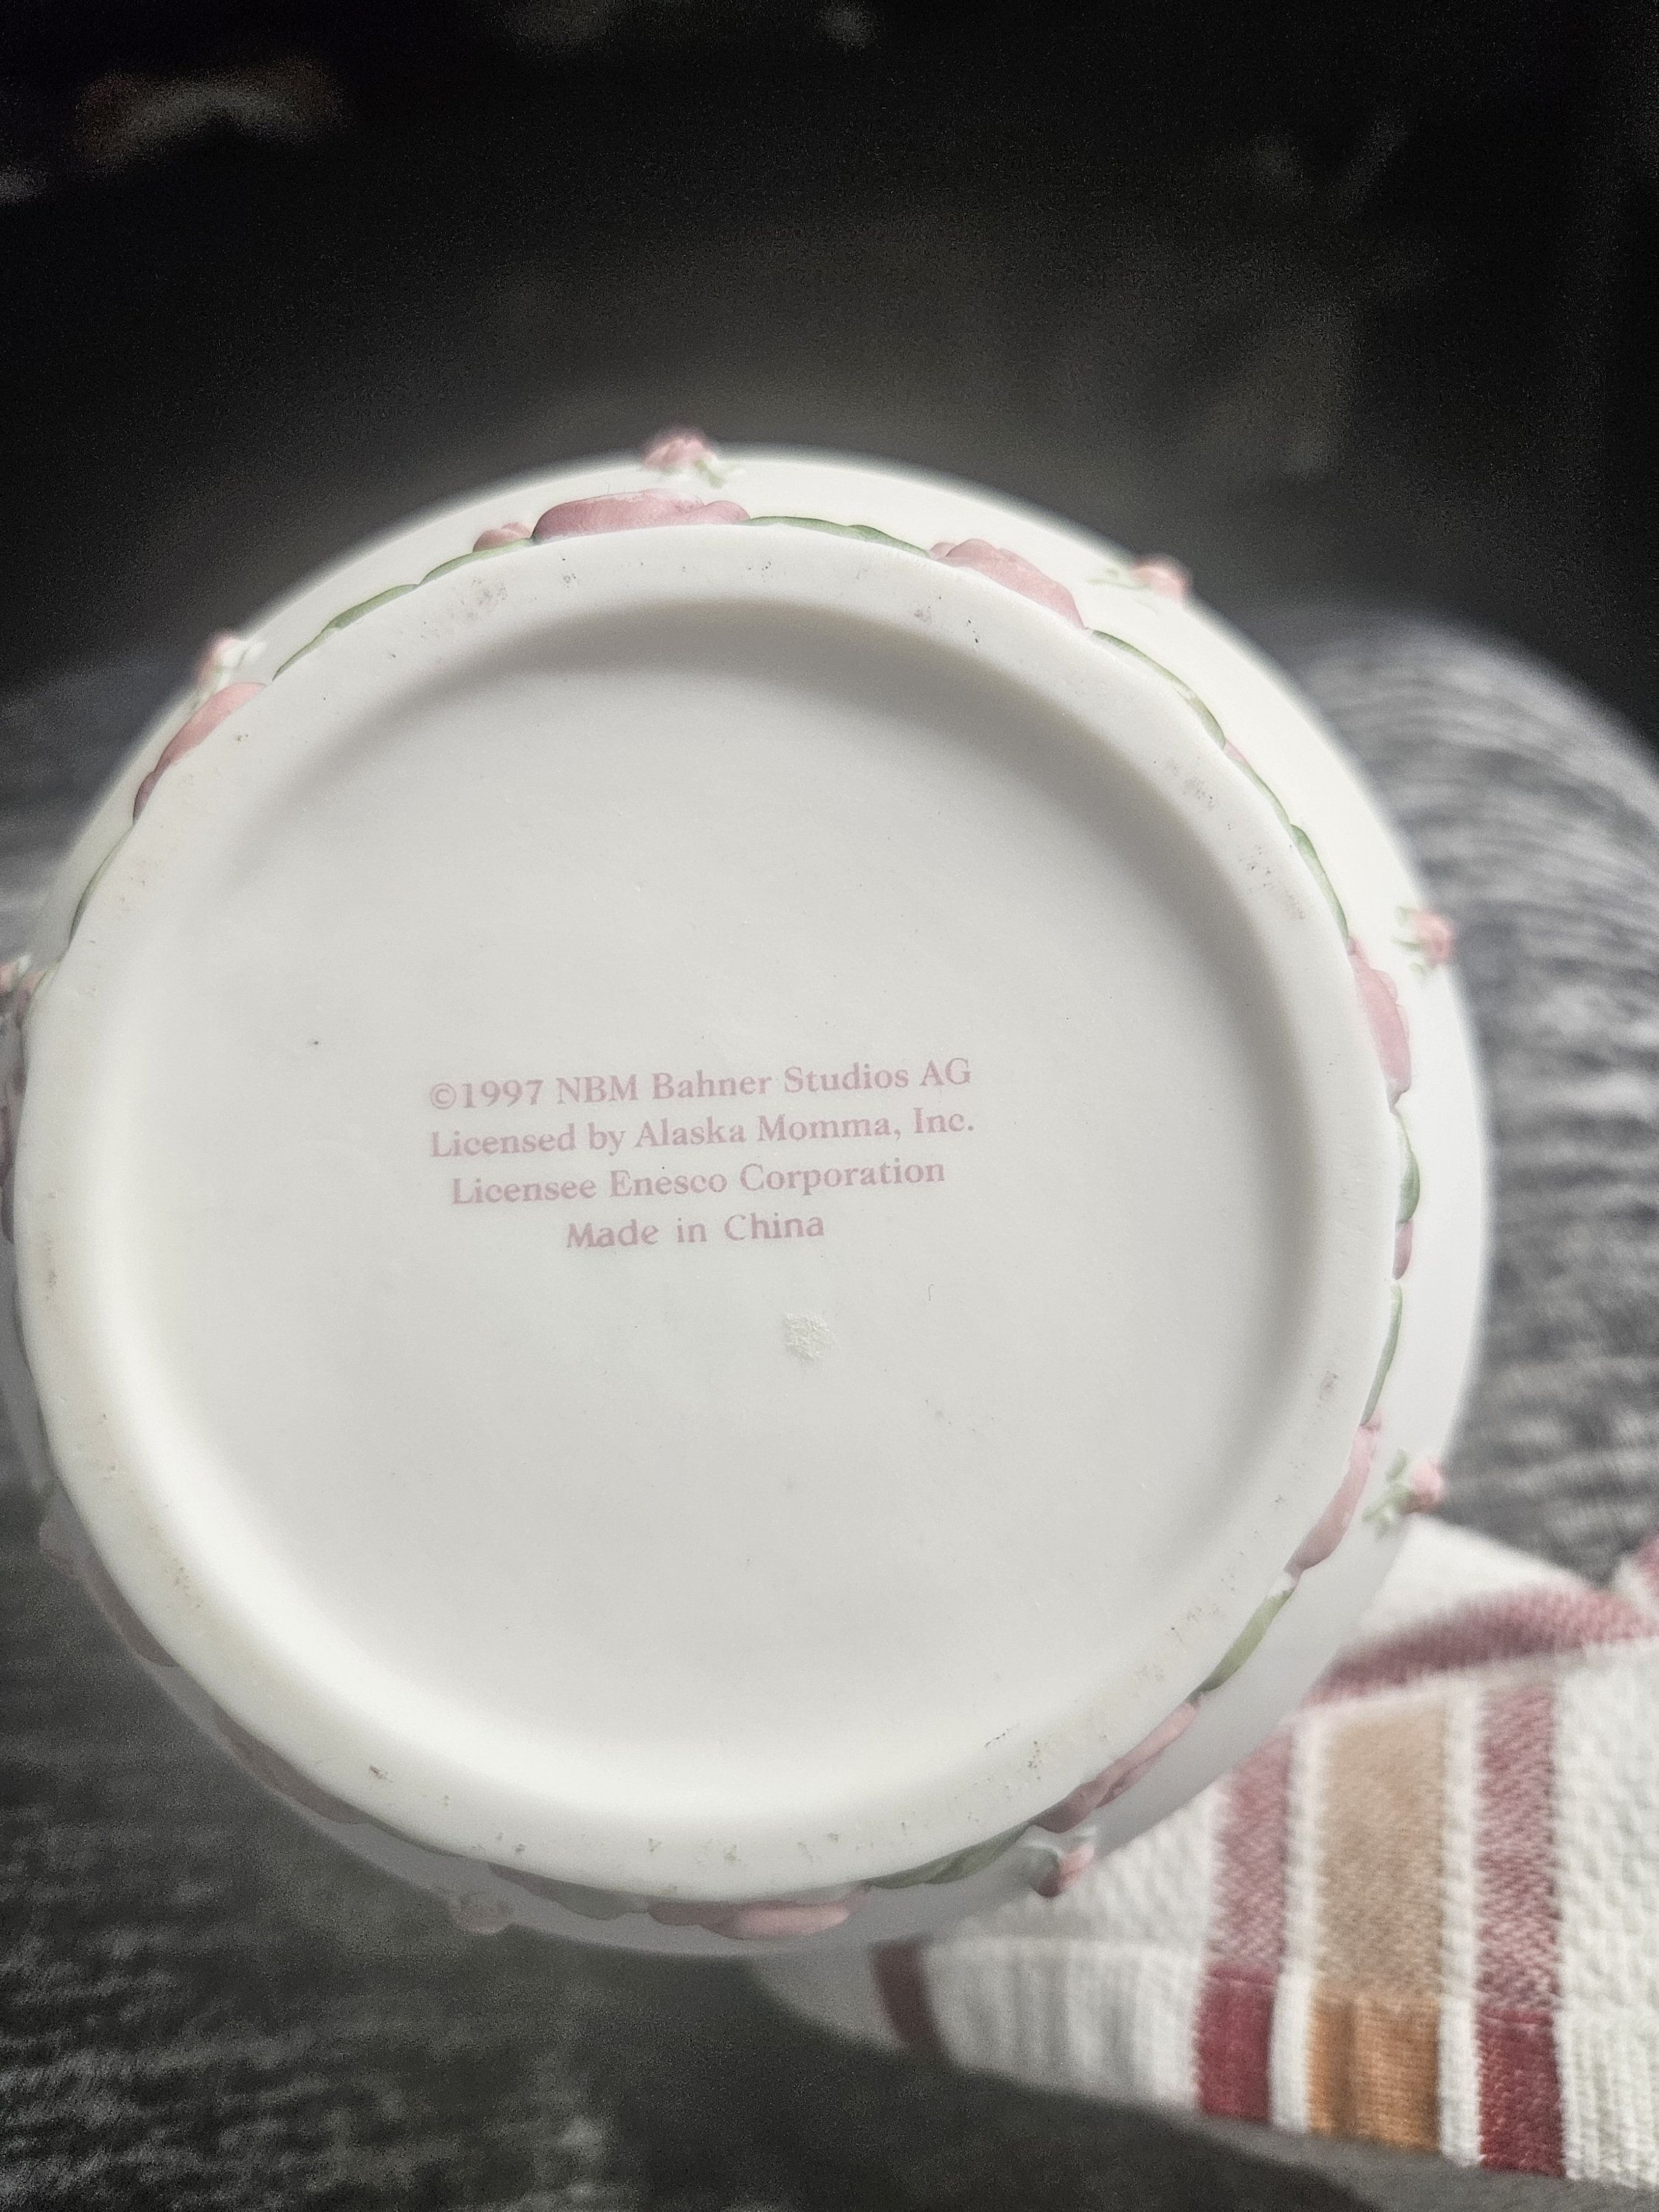 ©1997 NBM Bahner Studios AG
Licensed by Alaska Momma, Inc.
Licensee Enesco Corporation
Made in China